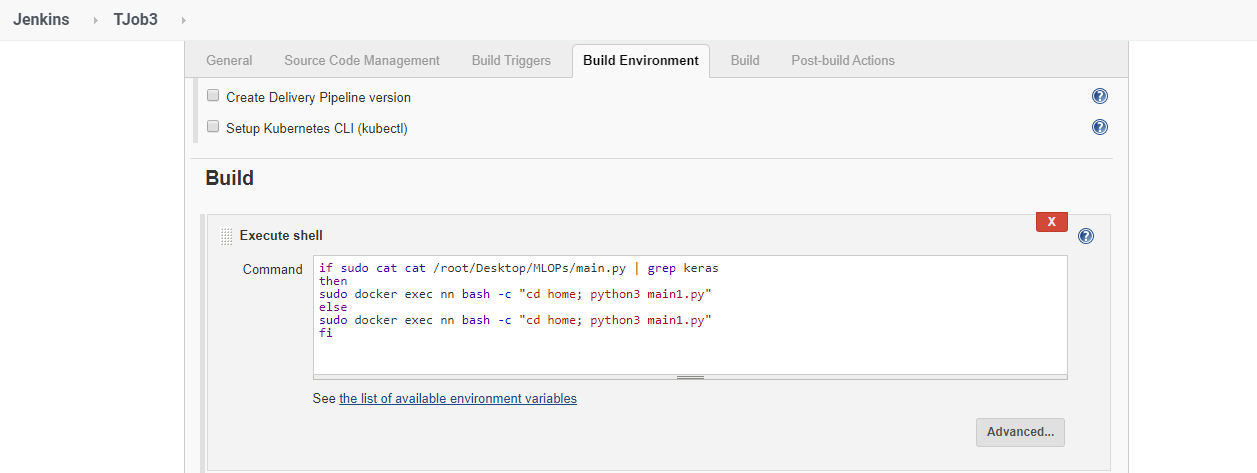 Jenkins TJob3
General Source Code Management Build Triggers Build Environment Build Post-build Actions
Create Delivery Pipeline version ?
Setup Kubernetes CLI (kubectl) ?
Build
X
Execute shell ?
Command
if sudo cat cat /root/Desktop/MLOPs/main.py | grep keras
then
sudo docker exec nn bash -c "cd home; python3 main1.py"
else
sudo docker exec nn bash -c "cd home; python3 main1.py"
fi
See the list of available environment variables
Advanced...